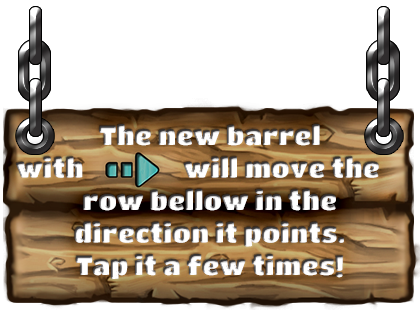 The new barrel
with will move the
row bellow in the
direction it points.
Tap it a few times!